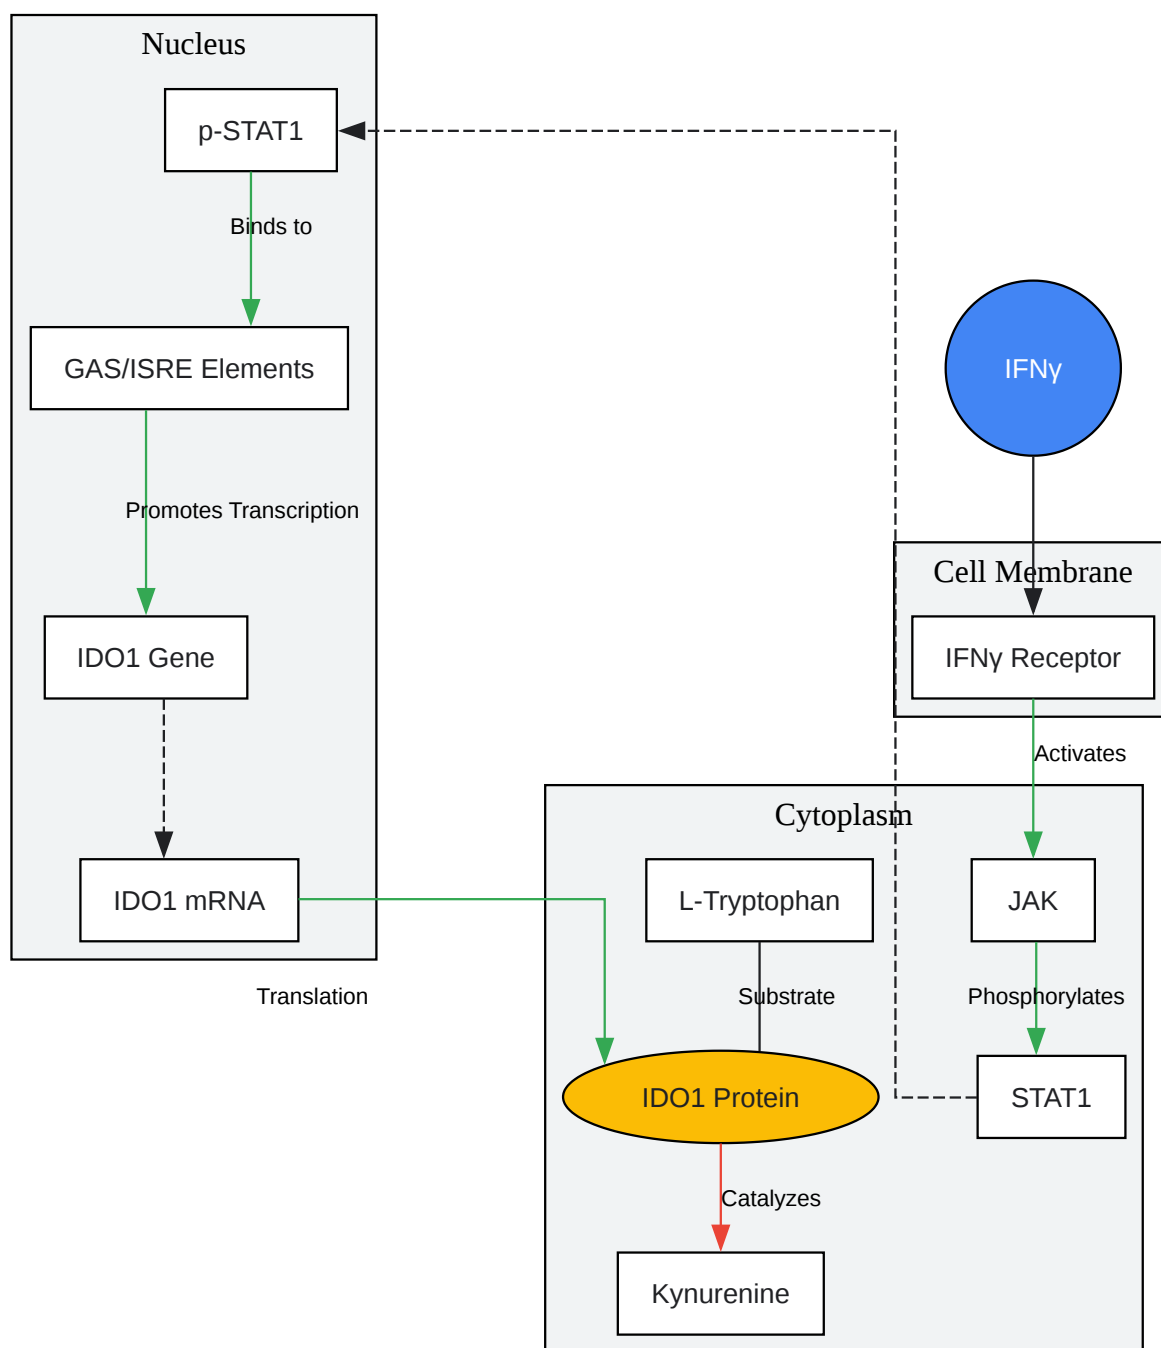 Nucleus
p-STAT1
Binds to
GAS/ISRE Elements
IFNγ
Promotes Transcription
Cell Membrane
IDO1 Gene
IFNγ Receptor
Activates
Cytoplasm
IDO1 mRNA
L-Tryptophan
JAK
Translation
Substrate
Phosphorylates
IDO1 Protein
STAT1
Catalyzes
Kynurenine